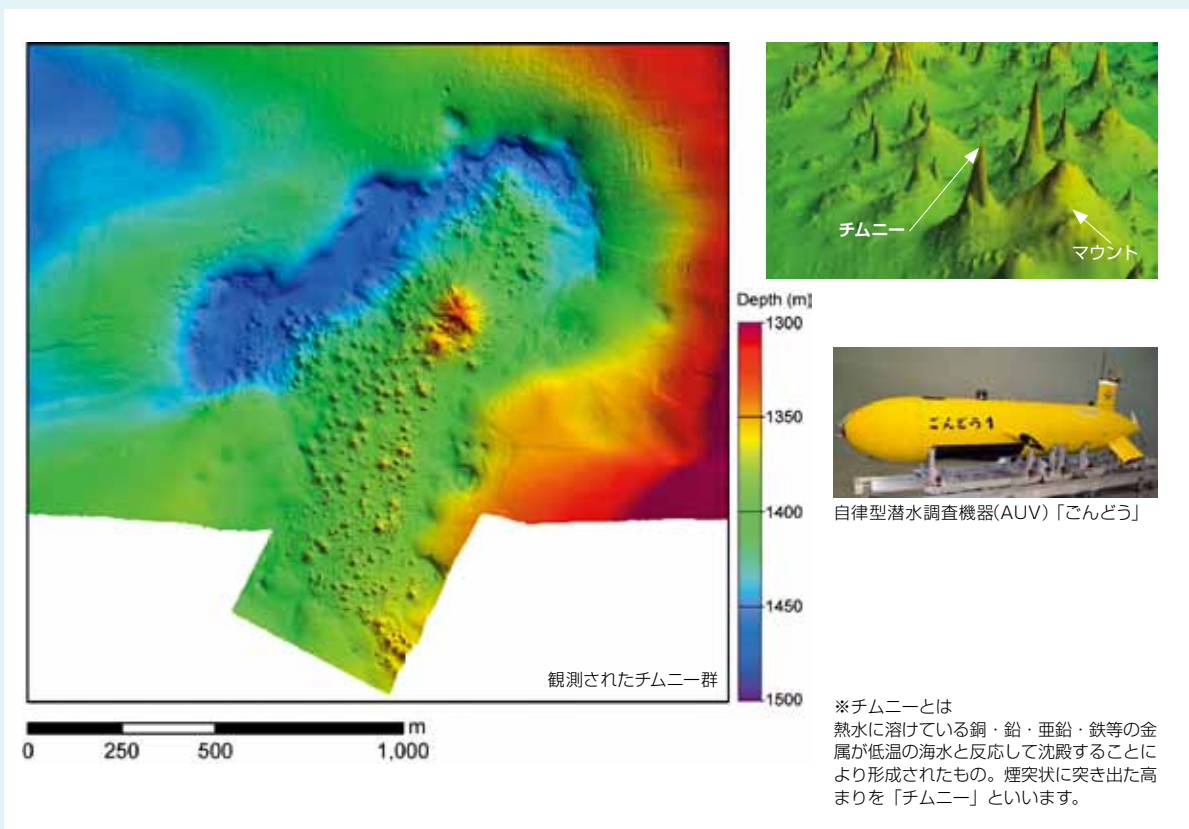 チムニー
マウント
Depth (m)
1300
1350
1400
1450
1500
観測されたチムニー群
m
0 250 500 1,000
ごんどう1
自律型潜水調査機器(AUV)「ごんどう」
※チムニーとは
熱水に溶けている銅・鉛・亜鉛・鉄等の金
属が低温の海水と反応して沈殿することに
より形成されたもの。煙突状に突き出た高
まりを「チムニー」といいます。